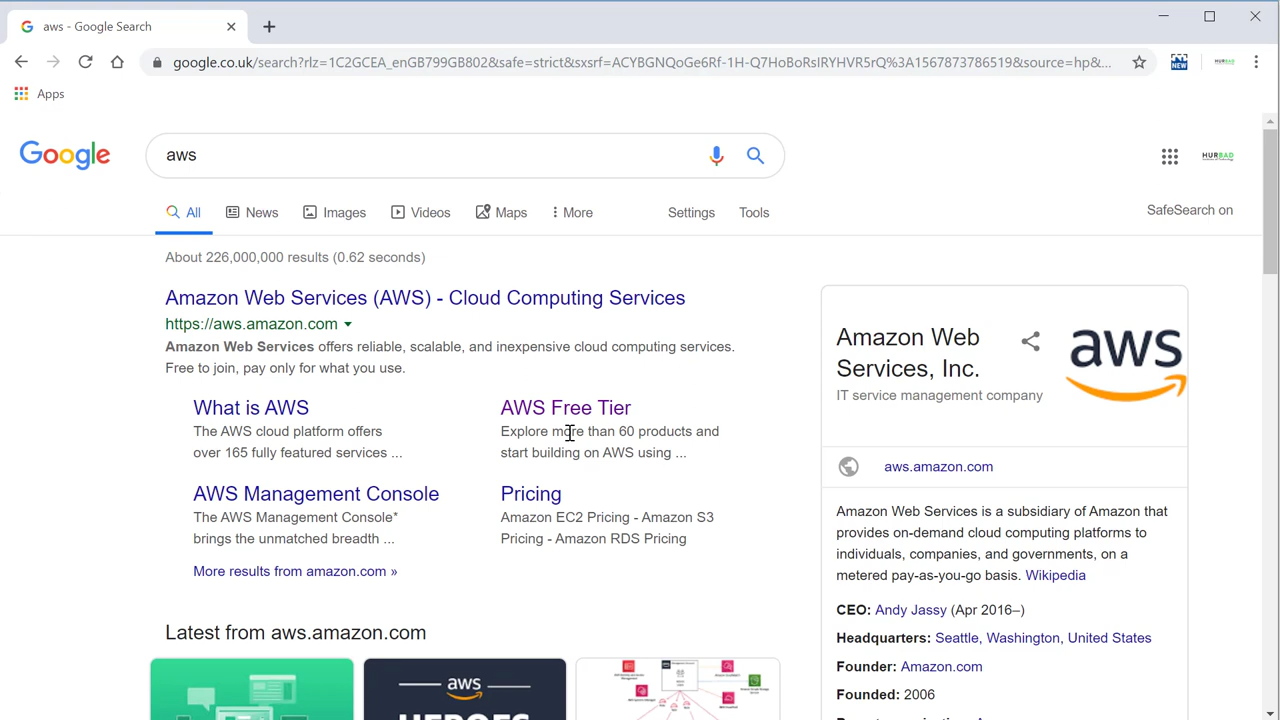 aws - Google Search
google.co.uk/search?rlz=1C2GCEA_enGB799GB802&safe=strict&sxsrf=ACYBGNQoGe6Rf-1H-Q7HoBoRslRYHVR5rQ%3A1567873786519&source=hp&...
NEW
HURBAD
Apps
Google
aws
HURBAD
All
News
Images
Videos
Maps
More
Settings
Tools
SafeSearch on
About 226,000,000 results (0.62 seconds)
Amazon Web Services (AWS) - Cloud Computing Services
https://aws.amazon.com
Amazon Web Services offers reliable, scalable, and inexpensive cloud computing services.
Free to join, pay only for what you use.
What is AWS
The AWS cloud platform offers
over 165 fully featured services ...
AWS Free Tier
Explore more than 60 products and
start building on AWS using ...
AWS Management Console
The AWS Management Console*
brings the unmatched breadth ...
Pricing
Amazon EC2 Pricing - Amazon S3
Pricing - Amazon RDS Pricing
More results from amazon.com »
Latest from aws.amazon.com
aws
HEROES
Amazon Web
Services, Inc.
IT service management company
aws
aws.amazon.com
Amazon Web Services is a subsidiary of Amazon that
provides on-demand cloud computing platforms to
individuals, companies, and governments, on a
metered pay-as-you-go basis. Wikipedia
CEO: Andy Jassy (Apr 2016–)
Headquarters: Seattle, Washington, United States
Founder: Amazon.com
Founded: 2006